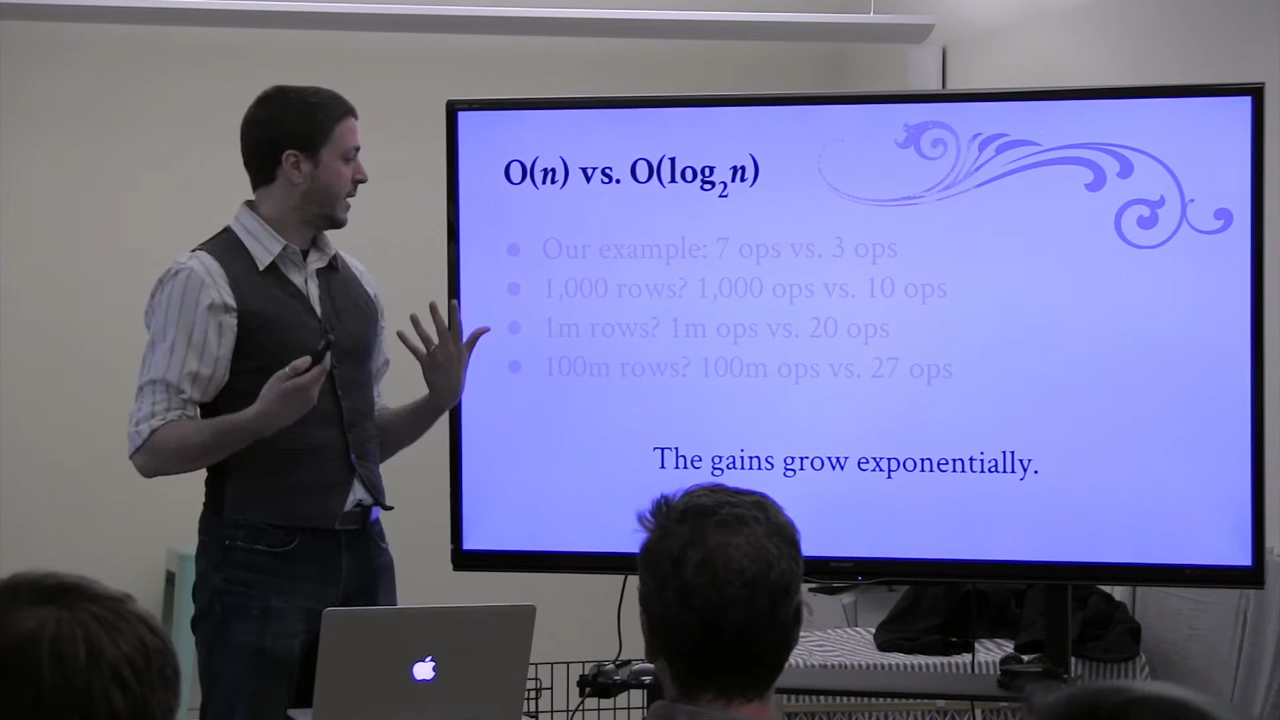 O(n) vs. O(log₂n)
● Our example: 7 ops vs. 3 ops
● 1,000 rows? 1,000 ops vs. 10 ops
● 1m rows? 1m ops vs. 20 ops
● 100m rows? 100m ops vs. 27 ops
The gains grow exponentially.